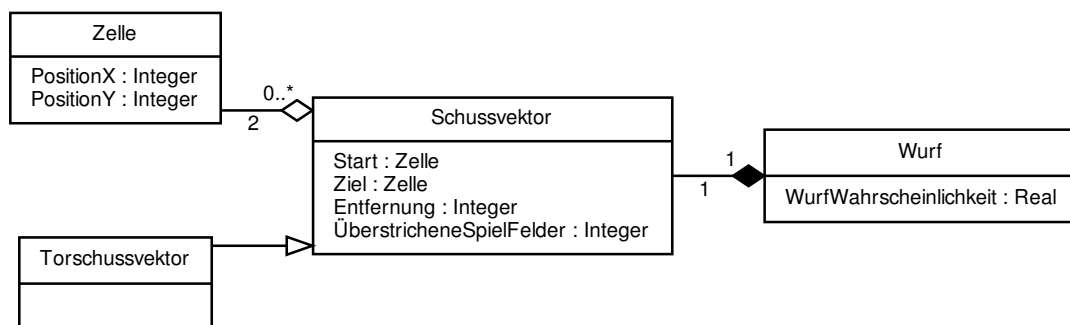 Zelle
PositionX : Integer
PositionY : Integer
0..*
2
Schussvektor
Start : Zelle
Ziel : Zelle
Entfernung : Integer
ÜberstricheneSpielFelder : Integer
1
1
Wurf
WurfWahrscheinlichkeit : Real
Torschussvektor